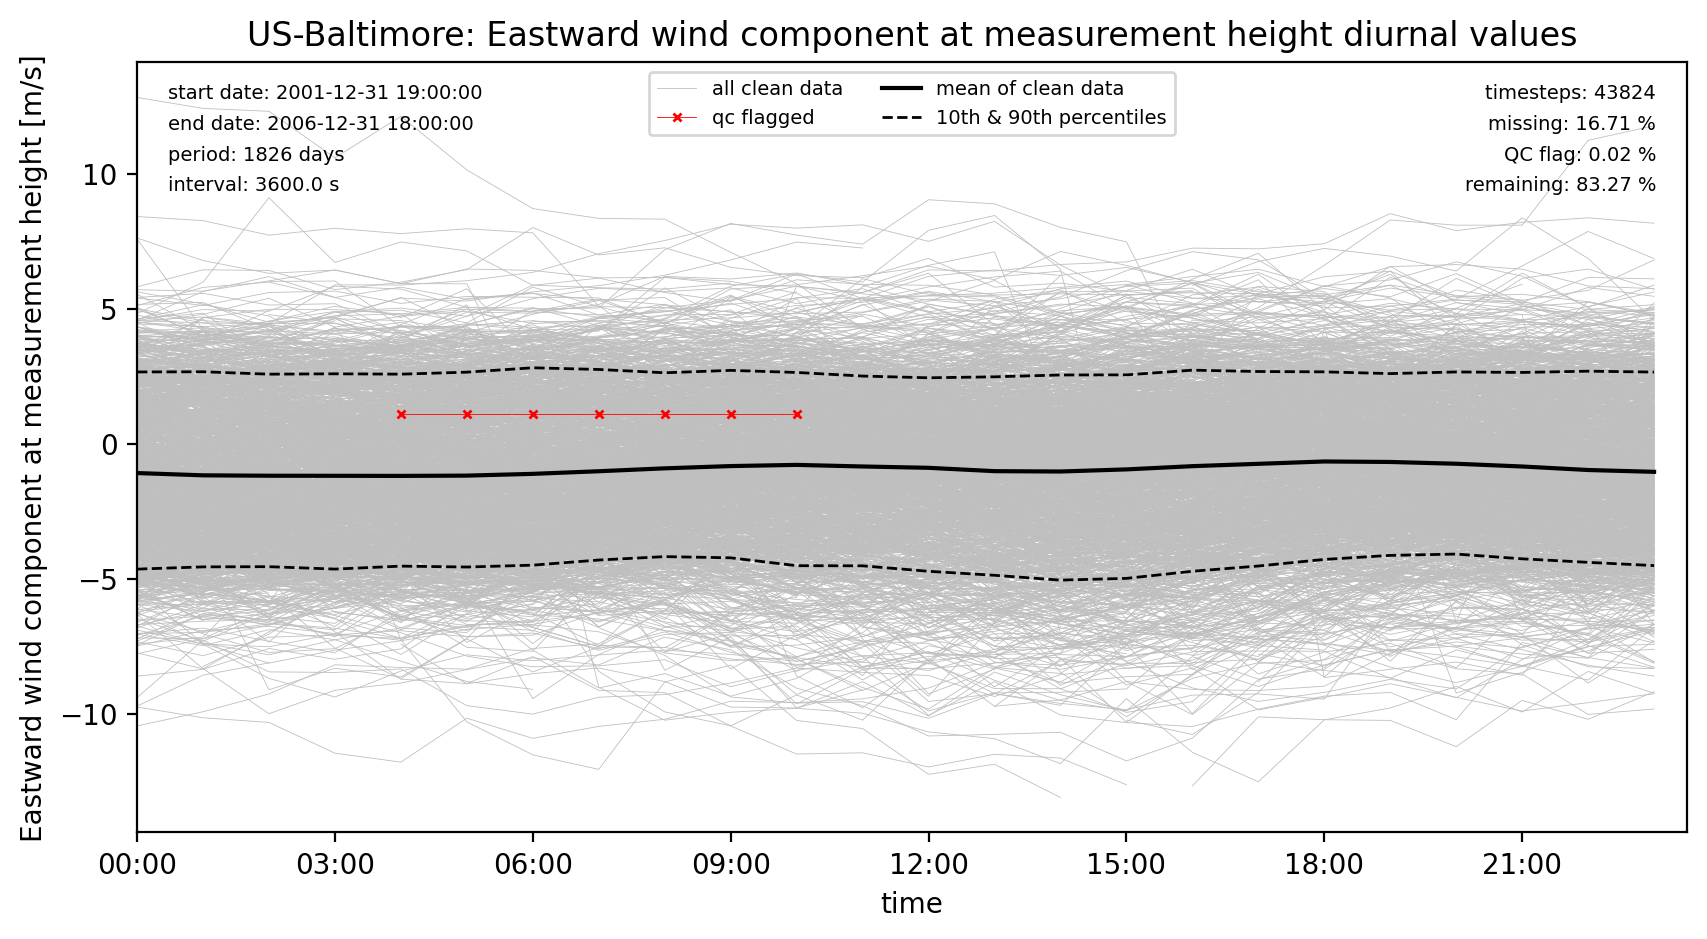 US-Baltimore: Eastward wind component at measurement height diurnal values
Eastward wind component at measurement height [m/s]
start date: 2001-12-31 19:00:00
end date: 2006-12-31 18:00:00
period: 1826 days
interval: 3600.0 s
all clean data
qc flagged
mean of clean data
10th & 90th percentiles
timesteps: 43824
missing: 16.71 %
QC flag: 0.02 %
remaining: 83.27 %
10
5
0
−5
−10
00:00 03:00 06:00 09:00 12:00 15:00 18:00 21:00
time